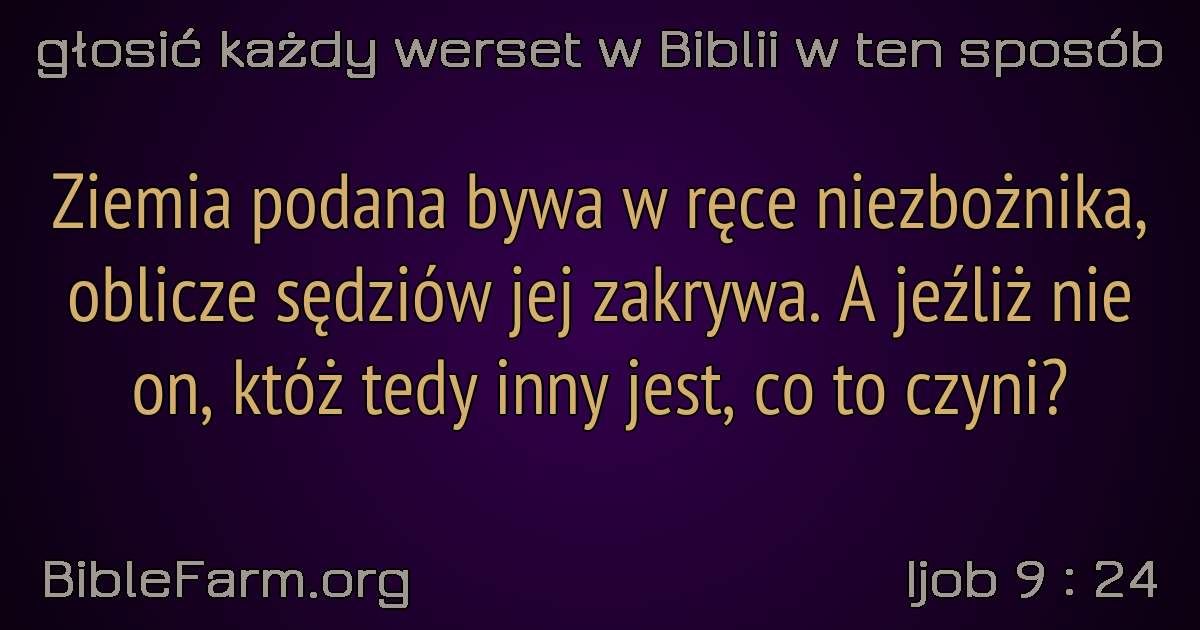 głosić każdy werset w Biblii w ten sposób
Ziemia podana bywa w ręce niezbożnika,
oblicze sędziów jej zakrywa. A jeźliż nie
on, któż tedy inny jest, co to czyni?
BibleFarm.org
Ijob 9 : 24